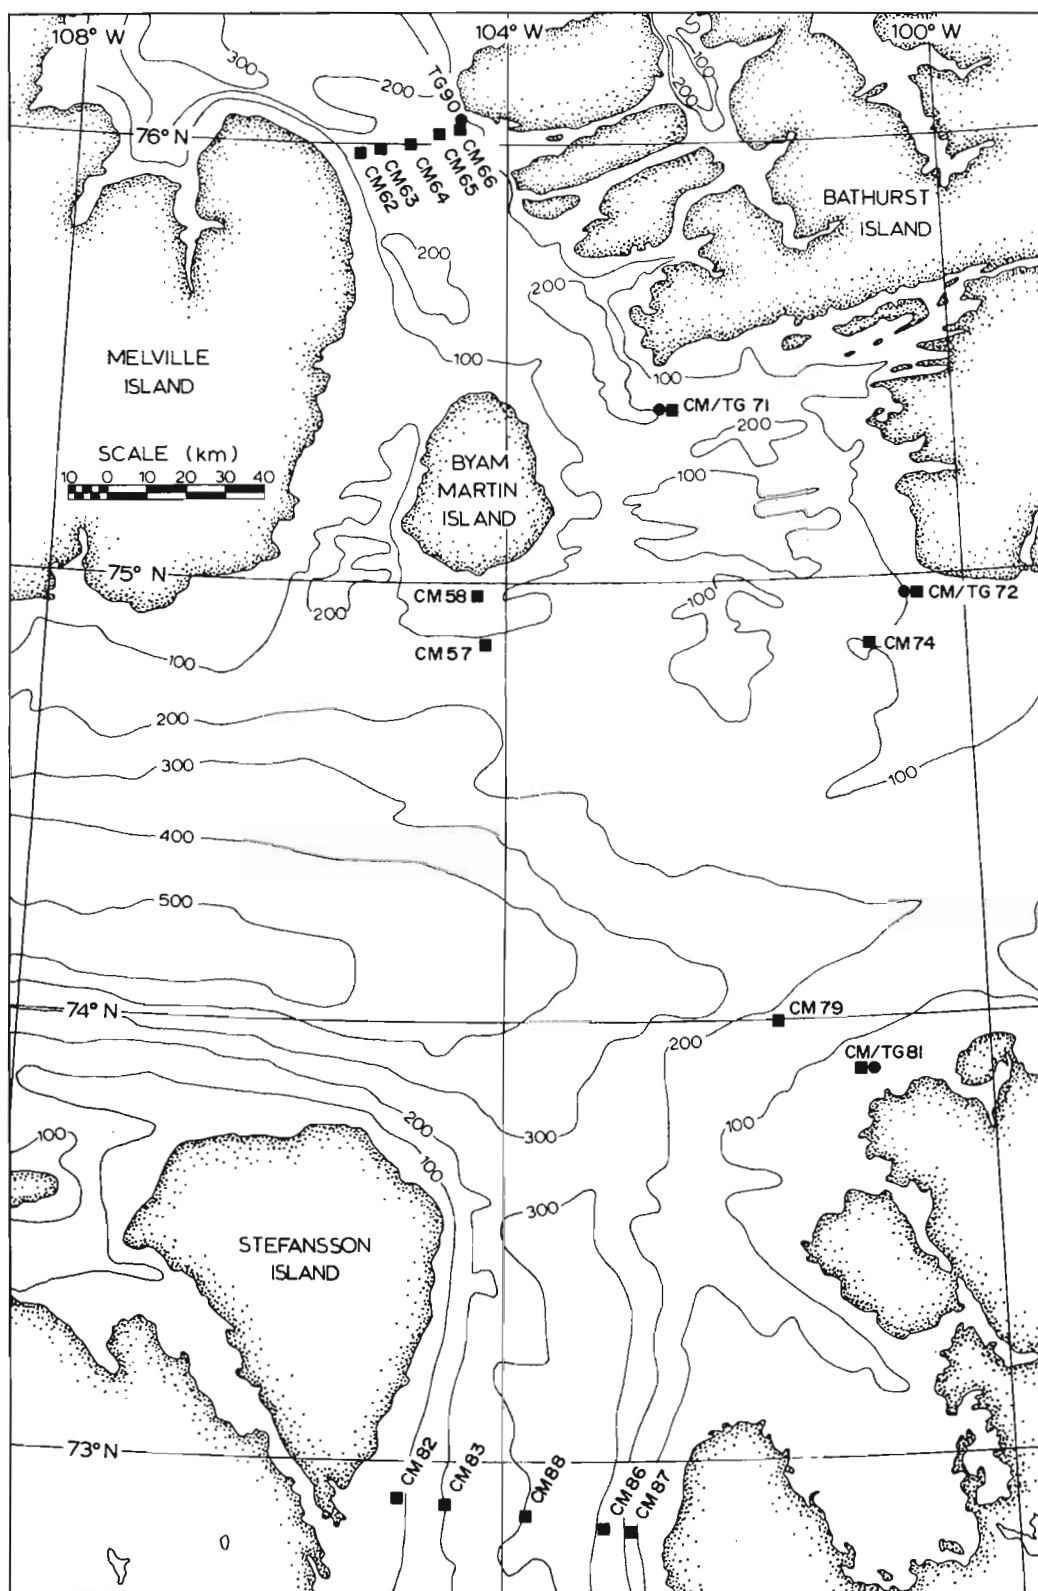 108° W
104° W
100° W
300
200
TG90
100
200
76° N
CM62
CM63
CM64
CM65
CM66
BATHURST
ISLAND
200
200
MELVILLE
ISLAND
100
100
CM/TG 71
200
SCALE (km)
10 0 10 20 30 40
BYAM
MARTIN
ISLAND
100
75° N
CM58
200
100
CM/TG 72
CM57
CM74
100
200
300
100
400
500
74° N
CM79
200
CM/TG81
200
100
300
100
100
300
STEFANSSON
ISLAND
73° N
CM82
CM83
CM88
CM86
CM87